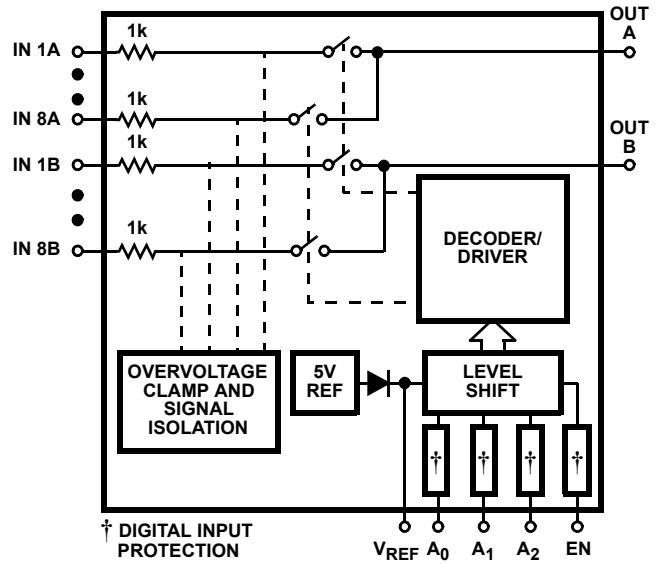 OUT
A
1k
IN 1A
1k
IN 8A
OUT
B
1k
IN 1B
1k
IN 8B
DECODER/
DRIVER
OVERVOLTAGE
CLAMP AND
SIGNAL
ISOLATION
5V
REF
LEVEL
SHIFT
† † † †
† DIGITAL INPUT
PROTECTION
VREF A0 A1 A2 EN